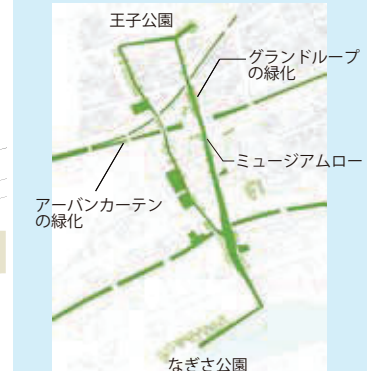 王子公園
グランドループ
の緑化
ミュージアムロー
アーバンカーテン
の緑化
なぎさ公園